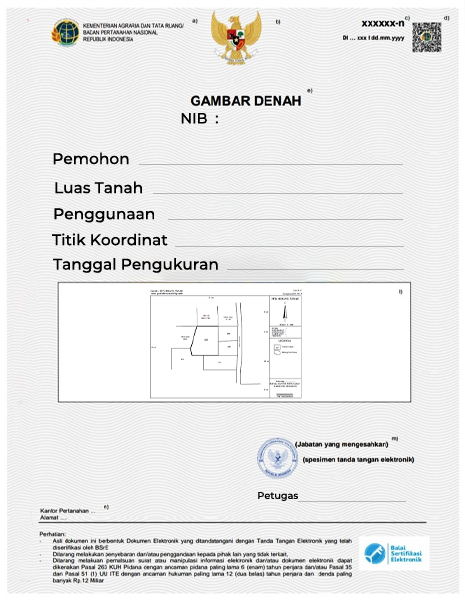 KEMENTERIAN AGRARIA DAN TATA RUANG/
BADAN PERTANAHAN NASIONAL
REPUBLIK INDONESIA
a)
b)
xxxxxx-n c)
d)
DI ... xxx I dd.mm.yyyy
GAMBAR DENAH e)
NIB :
Pemohon
Luas Tanah
Penggunaan
Titik Koordinat
Tanggal Pengukuran
(Jabatan yang mengesahkan) m)
(spesimen tanda tangan elektronik)
Petugas
Kantor Pertanahan ... n)
Alamat ....
Perhatian:
- Asli dokumen ini berbentuk Dokumen Elektronik yang ditandatangani dengan Tanda Tangan Elektronik yang telah
disertifikasi oleh BSrE
- Dilarang melakukan penyebaran dan/atau penggandaan kepada pihak lain yang tidak terkait,
- Dilarang melakuan pemalsuan surat atau manipulasi informasi elekronik dan/atau dokumen elektronik dapat
dikenakan Pasal 263 KUH Pidana dengan ancaman pidana paling lama 6 (enam) tahun penjara dan/atau Pasal 35
dan Pasal 51 (1) UU ITE dengan ancaman hukuman paling lama 12 (dua belas) tahun penjara dan denda paling
banyak Rp.12 Miliar
Balai
Sertifikasi
Elektronik